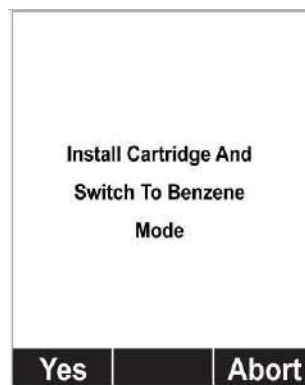 Install Cartridge And
Switch To Benzene
Mode
Yes Abort